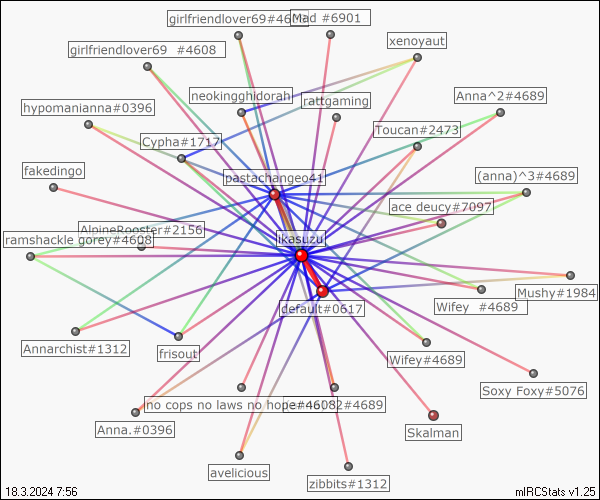 girlfriendlover69#4608
Mad #6901
girlfriendlover69 #4608
xenoyaut
neokingghidorah
rattgaming
Anna^2#4689
hypomanianna#0396
Toucan#2473
Cypha#1717
fakedingo
pastachangeo41
(anna)^3#4689
ace deucy#7097
AlpineRooster#2156
ramshackle gorey#4608
ikasuzu
Mushy#1984
Wifey #4689
default#0617
Annarchist#1312
frisout
Wifey#4689
Soxy Foxy#5076
no cops no laws no hope#4608
2#4689
Anna.#0396
Skalman
avelicious
zibbits#1312
18.3.2024 7:56
mIRCStats v1.25